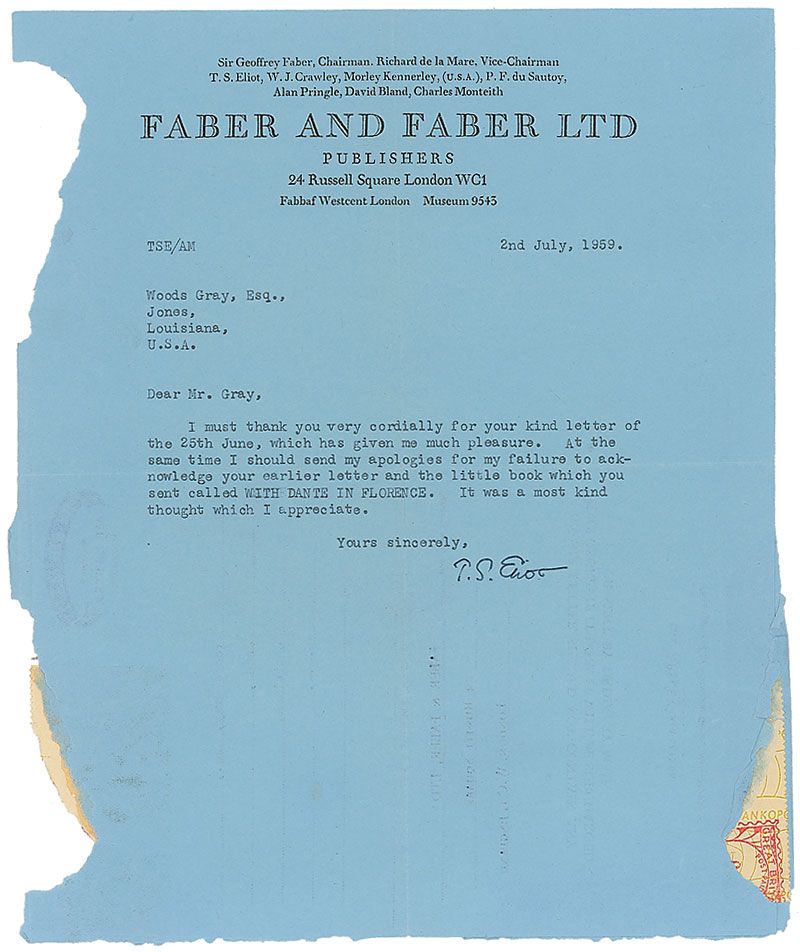 Sir Geoffrey Faber, Chairman. Richard de la Mare, Vice-Chairman
T. S. Eliot, W. J. Crawley, Morley Kennerley, (U.S.A.), P. F. du Sautoy,
Alan Pringle, David Bland, Charles Monteith
FABER AND FABER LTD
PUBLISHERS
24 Russell Square London WC1
Fabbaf Westcent London Museum 9543
TSE/AM 2nd July, 1959.
Woods Gray, Esq.,
Jones,
Louisiana,
U.S.A.
Dear Mr. Gray,
I must thank you very cordially for your kind letter of
the 25th June, which has given me much pleasure. At the
same time I should send my apologies for my failure to ack-
nowledge your earlier letter and the little book which you
sent called WITH DANTE IN FLORENCE. It was a most kind
thought which I appreciate.
Yours sincerely,
T. S. Eliot
ANKOPO
GREAT BRI